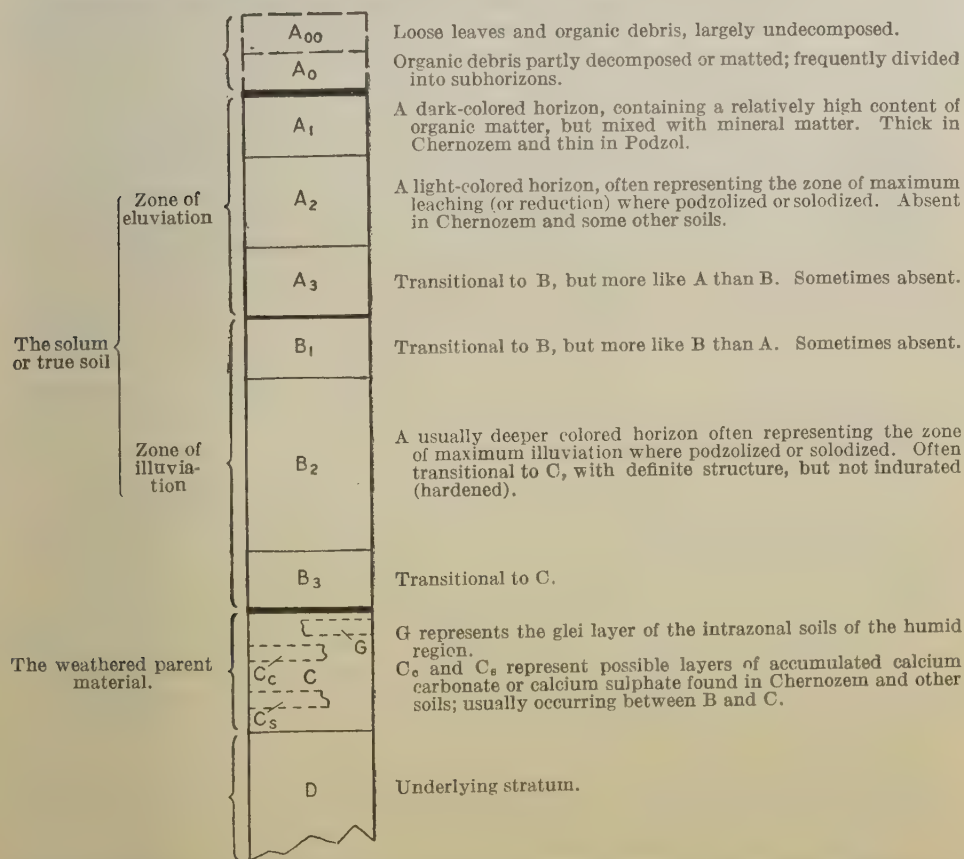 A₀₀
Loose leaves and organic debris, largely undecomposed.
A₀
Organic debris partly decomposed or matted; frequently divided
into subhorizons.
A₁
A dark-colored horizon, containing a relatively high content of
organic matter, but mixed with mineral matter. Thick in
Chernozem and thin in Podzol.
Zone of
eluviation
A₂
A light-colored horizon, often representing the zone of maximum
leaching (or reduction) where podzolized or solodized. Absent
in Chernozem and some other soils.
A₃
Transitional to B, but more like A than B. Sometimes absent.
The solum
or true soil
B₁
Transitional to B, but more like B than A. Sometimes absent.
Zone of
illuvia-
tion
B₂
A usually deeper colored horizon often representing the zone
of maximum illuviation where podzolized or solodized. Often
transitional to C, with definite structure, but not indurated
(hardened).
B₃
Transitional to C.
The weathered parent
material.
G
C_c
C
C_s
G represents the glei layer of the intrazonal soils of the humid
region.
C_c and C_s represent possible layers of accumulated calcium
carbonate or calcium sulphate found in Chernozem and other
soils; usually occurring between B and C.
D
Underlying stratum.